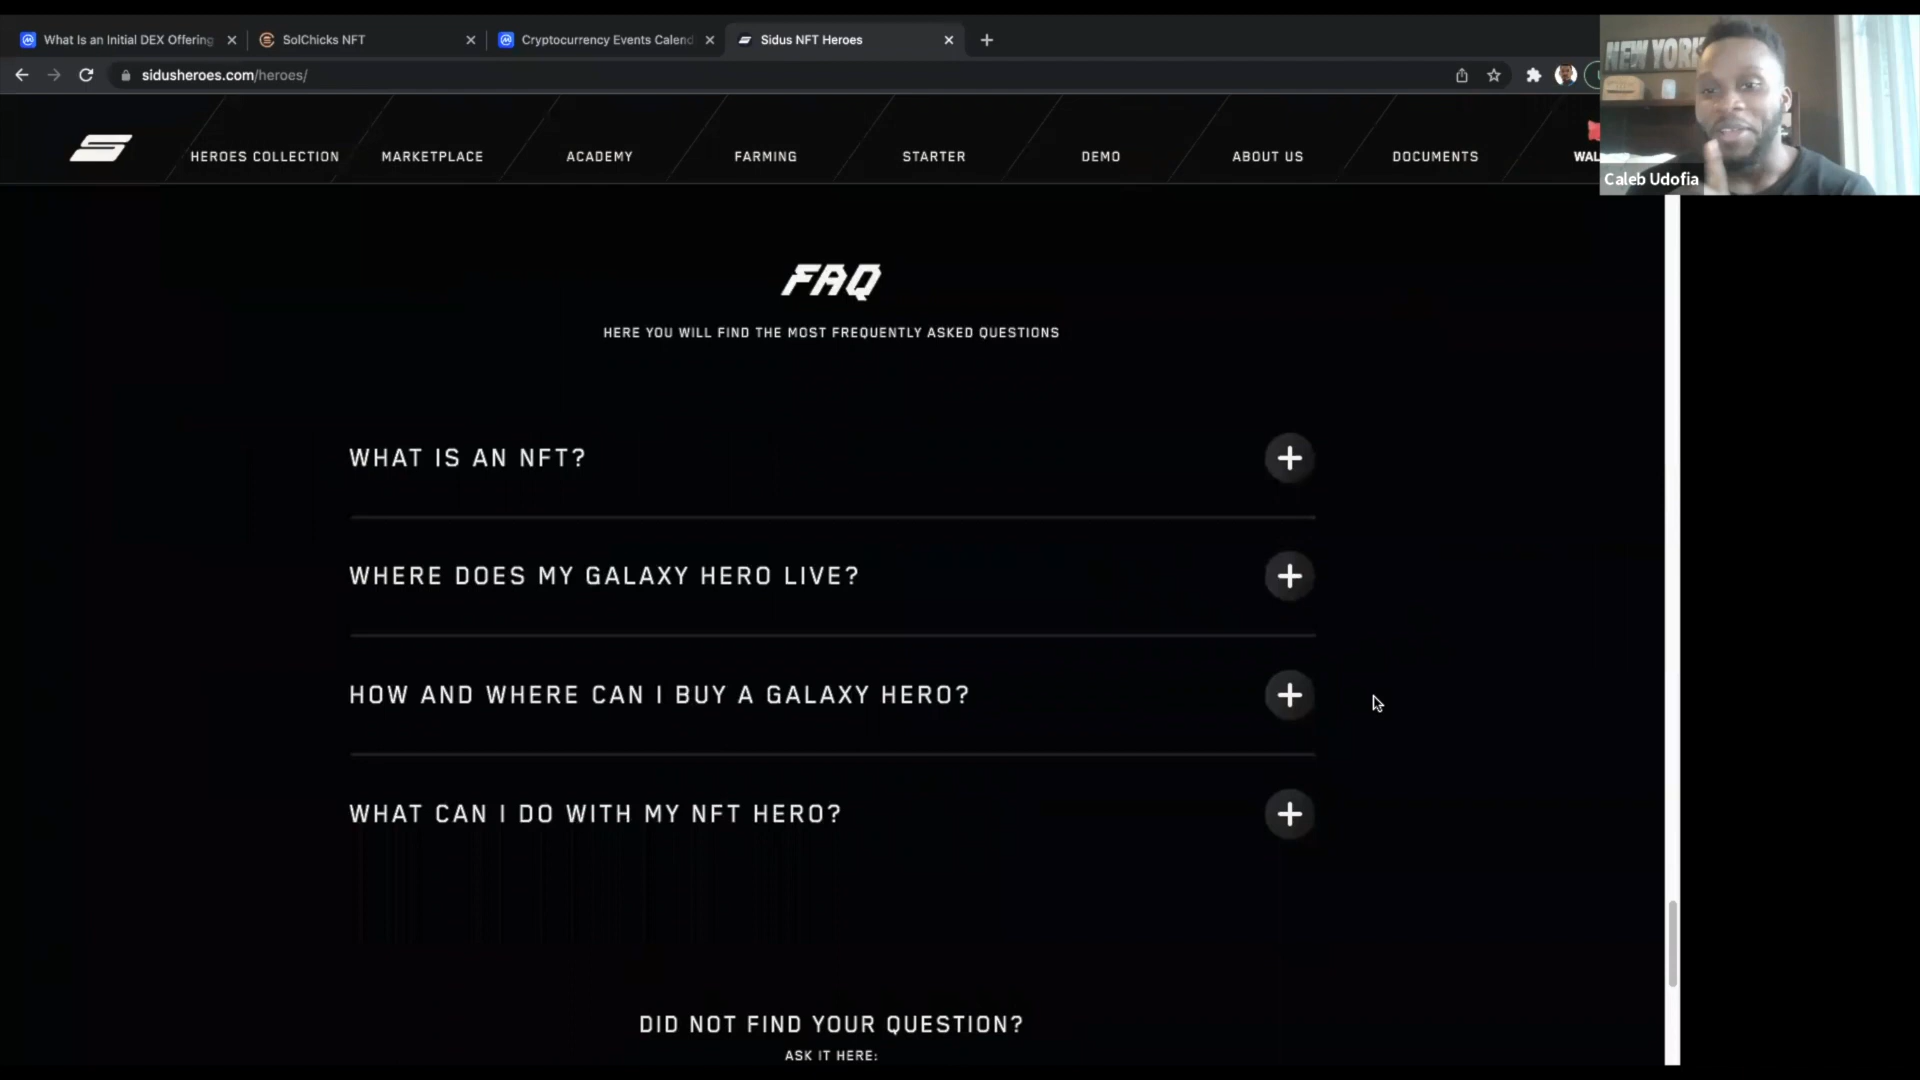 What Is an Initial DEX Offering
SolChicks NFT
Cryptocurrency Events Calend
Sidus NFT Heroes
sidusheroes.com/heroes/
NEW YORK
HEROES COLLECTION
MARKETPLACE
ACADEMY
FARMING
STARTER
DEMO
ABOUT US
DOCUMENTS
WAL
Caleb Udofia
FAQ
HERE YOU WILL FIND THE MOST FREQUENTLY ASKED QUESTIONS
WHAT IS AN NFT?
WHERE DOES MY GALAXY HERO LIVE?
HOW AND WHERE CAN I BUY A GALAXY HERO?
WHAT CAN I DO WITH MY NFT HERO?
DID NOT FIND YOUR QUESTION?
ASK IT HERE: